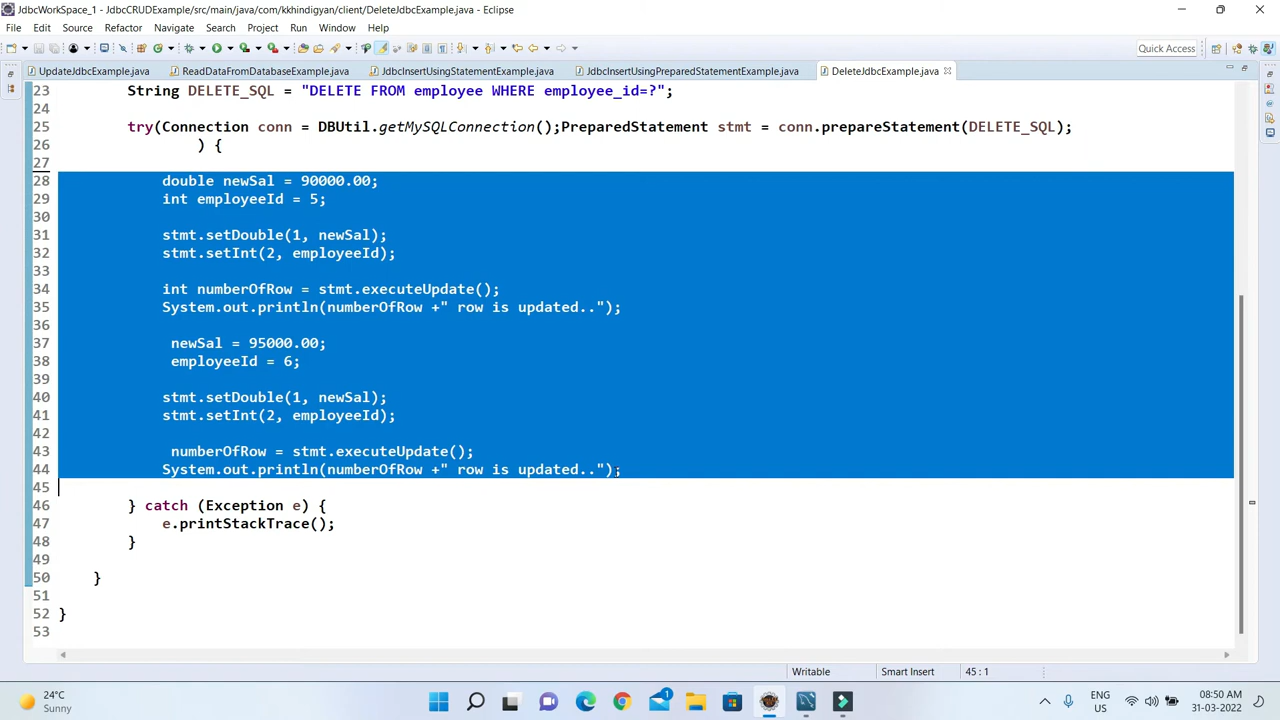 JdbcWorkSpace_1 - JdbcCRUDExample/src/main/java/com/kkhindigyan/client/DeleteJdbcExample.java - Eclipse
File Edit Source Refactor Navigate Search Project Run Window Help
Quick Access
UpdateJdbcExample.java ReadDataFromDatabaseExample.java JdbcInsertUsingStatementExample.java JdbcInsertUsingPreparedStatementExample.java DeleteJdbcExample.java
23 String DELETE_SQL = "DELETE FROM employee WHERE employee_id=?";
24
25 try(Connection conn = DBUtil.getMySQLConnection();PreparedStatement stmt = conn.prepareStatement(DELETE_SQL);
26 ) {
27
28 double newSal = 90000.00;
29 int employeeId = 5;
30
31 stmt.setDouble(1, newSal);
32 stmt.setInt(2, employeeId);
33
34 int numberOfRow = stmt.executeUpdate();
35 System.out.println(numberOfRow +" row is updated..");
36
37 newSal = 95000.00;
38 employeeId = 6;
39
40 stmt.setDouble(1, newSal);
41 stmt.setInt(2, employeeId);
42
43 numberOfRow = stmt.executeUpdate();
44 System.out.println(numberOfRow +" row is updated..");
45
46 } catch (Exception e) {
47 e.printStackTrace();
48 }
49
50 }
51
52 }
53
Writable Smart Insert 45 : 1
24°C
Sunny
1
ENG
US
08:50 AM
31-03-2022